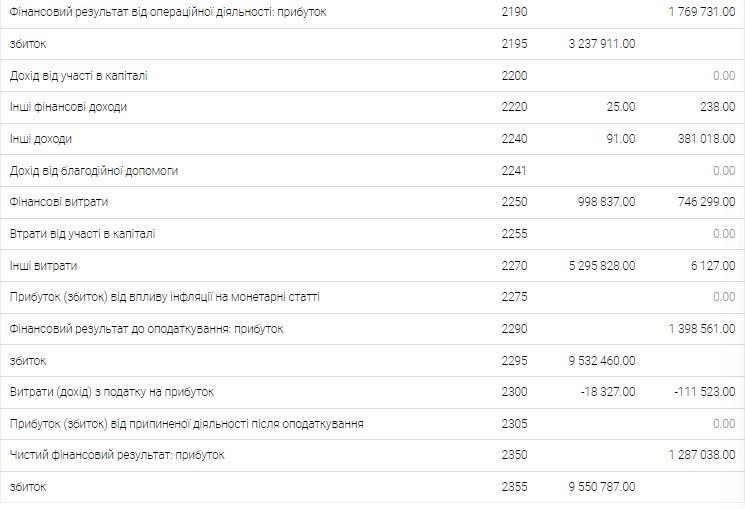 Фінансовий результат від операційної діяльності: прибуток 2190 1 769 731.00
збиток 2195 3 237 911.00
Дохід від участі в капіталі 2200 0.00
Інші фінансові доходи 2220 25.00 238.00
Інші доходи 2240 91.00 381 018.00
Дохід від благодійної допомоги 2241 0.00
Фінансові витрати 2250 998 837.00 746 299.00
Втрати від участі в капіталі 2255 0.00
Інші витрати 2270 5 295 828.00 6 127.00
Прибуток (збиток) від впливу інфляції на монетарні статті 2275 0.00
Фінансовий результат до оподаткування: прибуток 2290 1 398 561.00
збиток 2295 9 532 460.00
Витрати (дохід) з податку на прибуток 2300 -18 327.00 -111 523.00
Прибуток (збиток) від припиненої діяльності після оподаткування 2305 0.00
Чистий фінансовий результат: прибуток 2350 1 287 038.00
збиток 2355 9 550 787.00